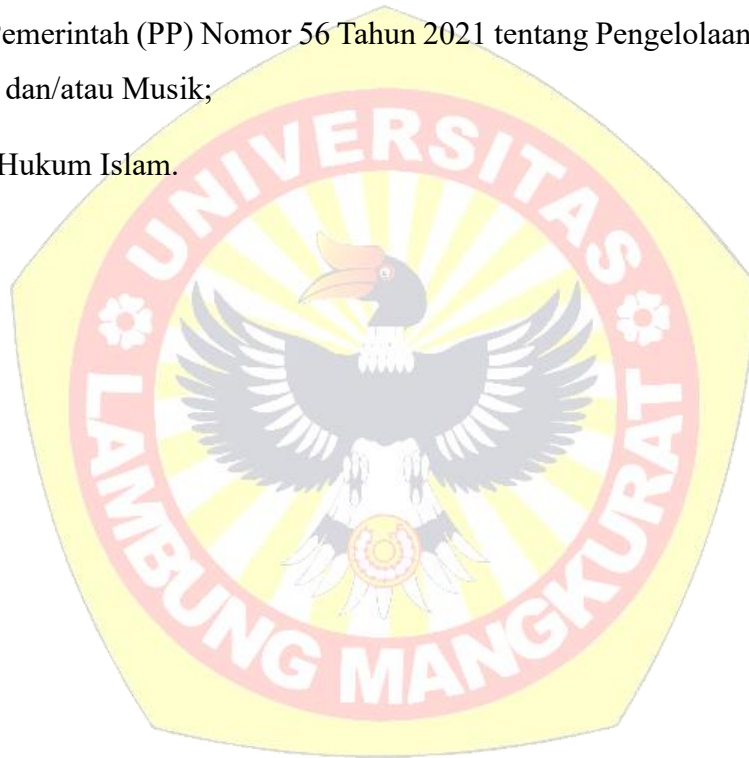 Pemerintah (PP) Nomor 56 Tahun 2021 tentang Pengelolaan
dan/atau Musik;
Hukum Islam.
UNIVERSITAS
LAMBUNG MANGKURAT